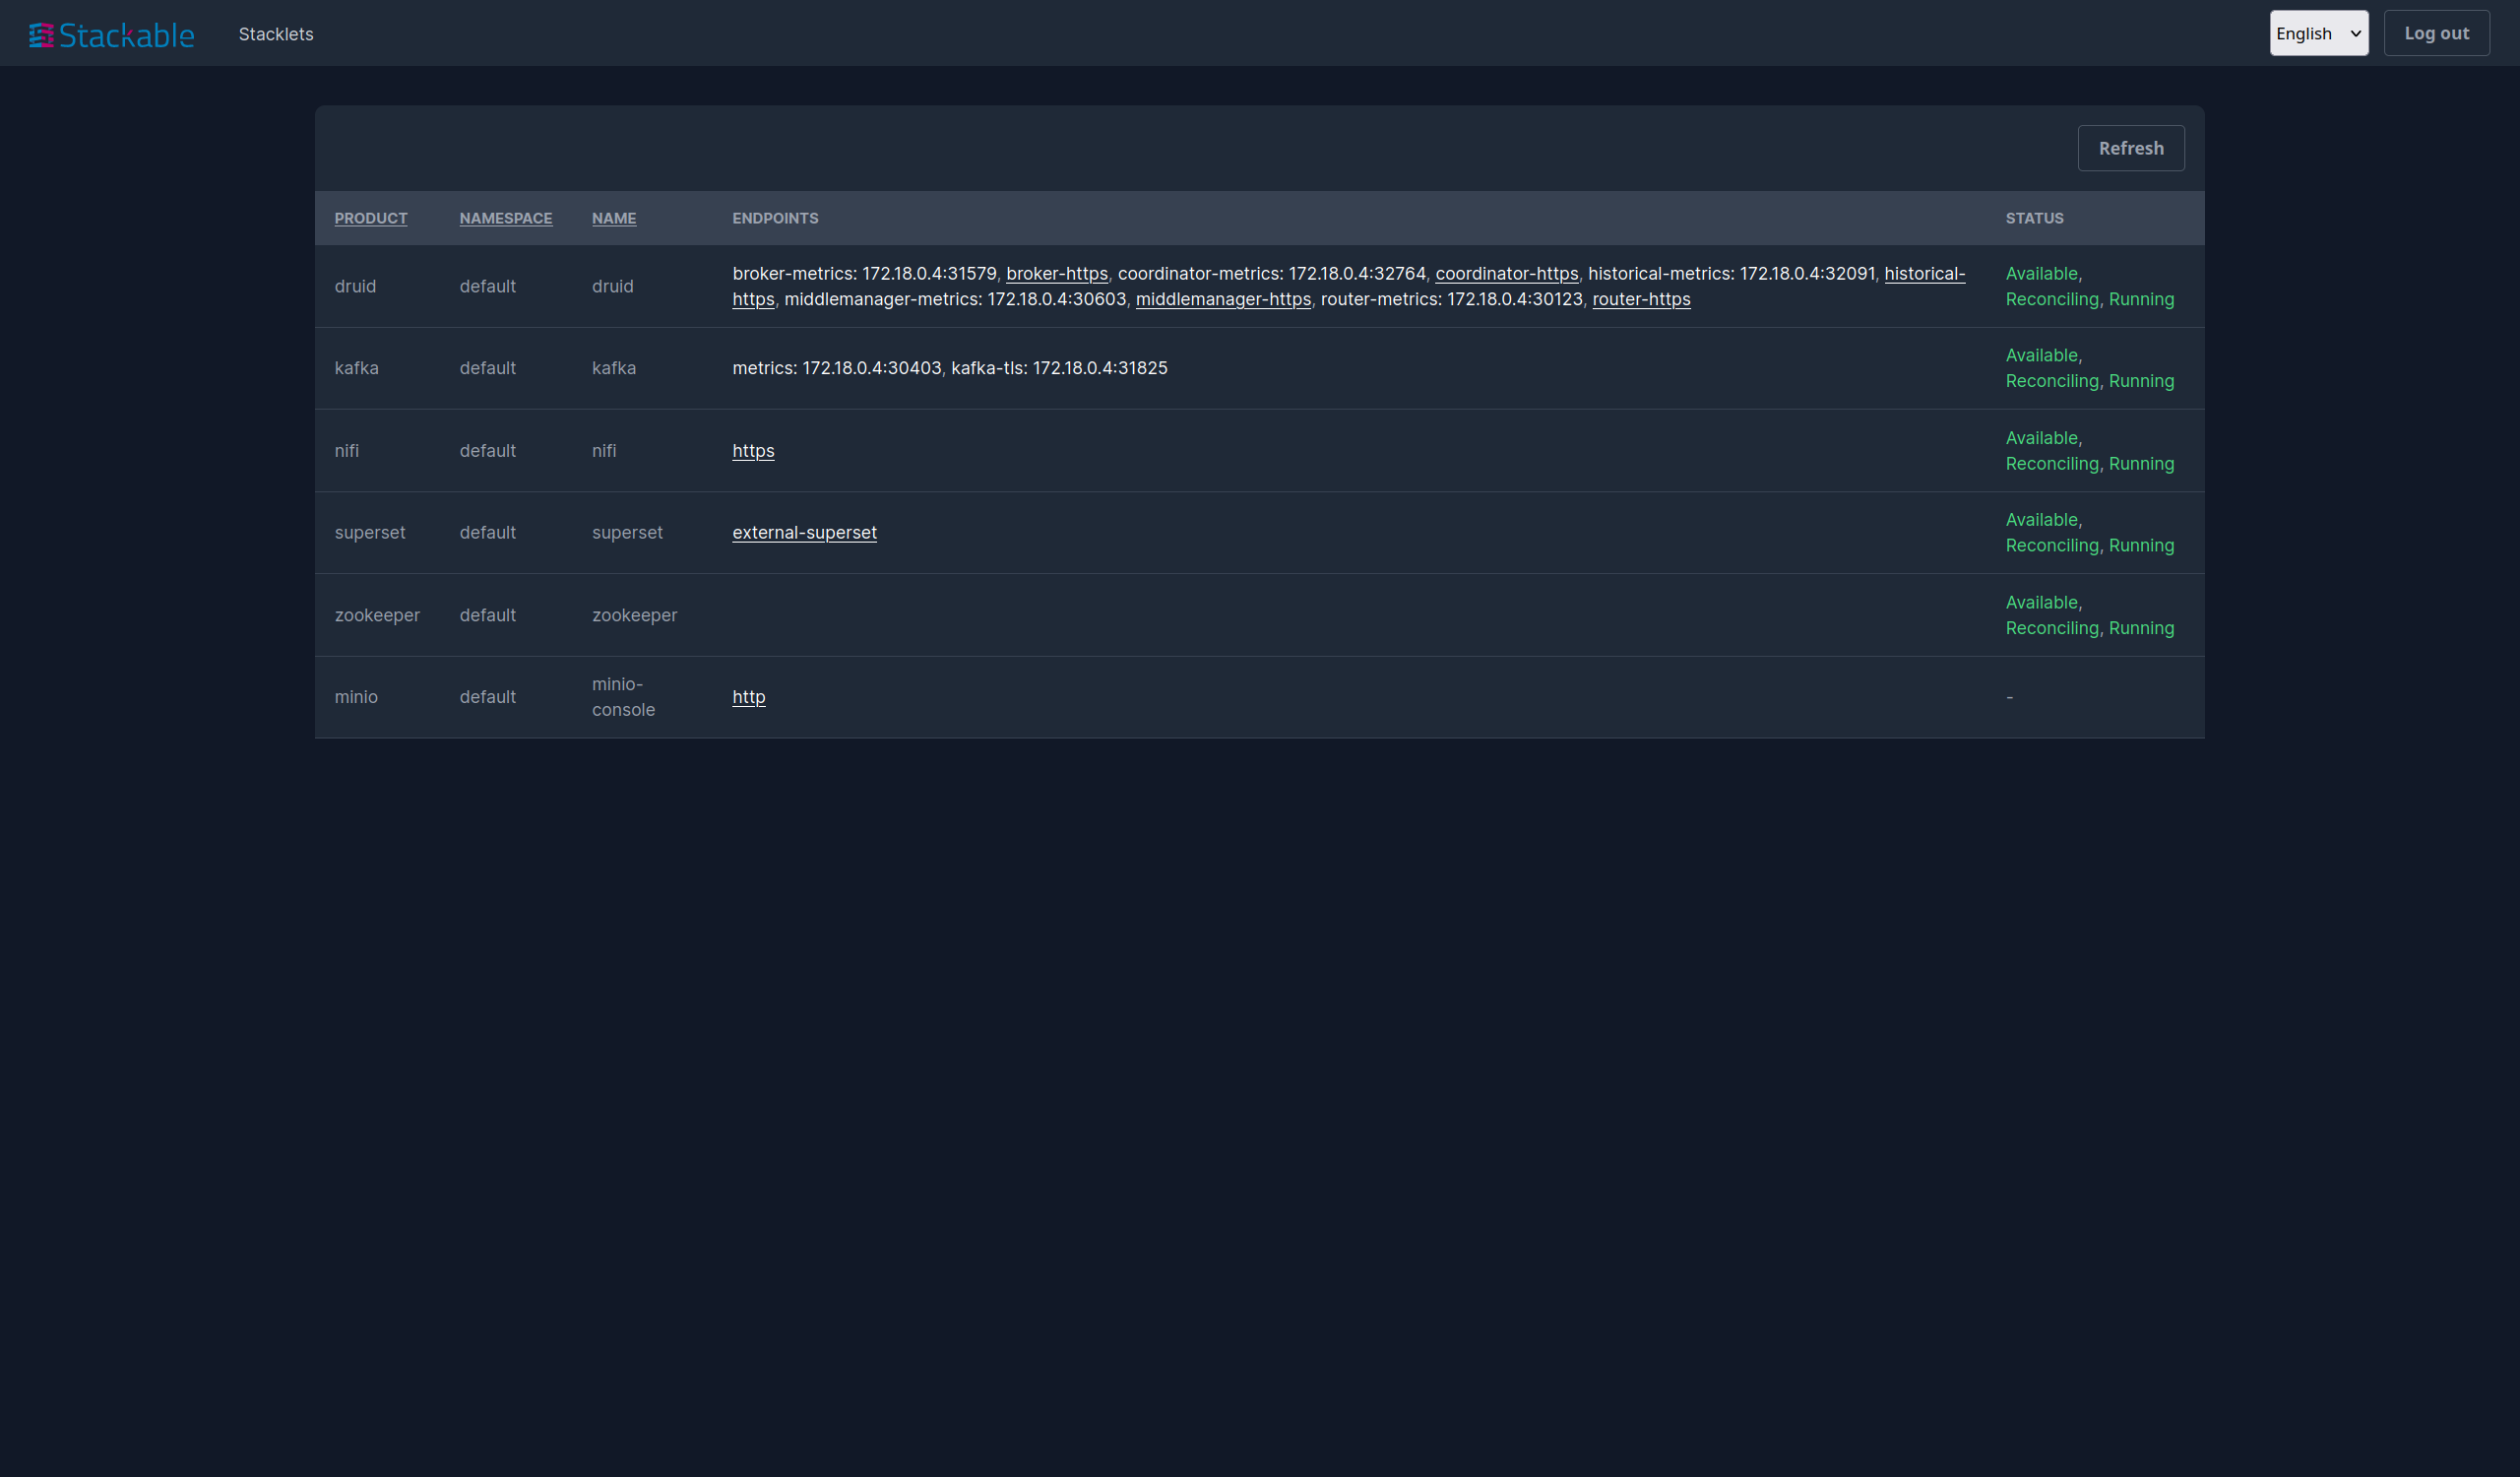 Stackable
Stacklets
English
Log out
Refresh
PRODUCT NAMESPACE NAME ENDPOINTS STATUS
druid default druid
broker-metrics: 172.18.0.4:31579, broker-https, coordinator-metrics: 172.18.0.4:32764, coordinator-https, historical-metrics: 172.18.0.4:32091, historical-
https, middlemanager-metrics: 172.18.0.4:30603, middlemanager-https, router-metrics: 172.18.0.4:30123, router-https
Available,
Reconciling, Running
kafka default kafka metrics: 172.18.0.4:30403, kafka-tls: 172.18.0.4:31825
Available,
Reconciling, Running
nifi default nifi https
Available,
Reconciling, Running
superset default superset external-superset
Available,
Reconciling, Running
zookeeper default zookeeper
Available,
Reconciling, Running
minio default
minio-
console
http
-